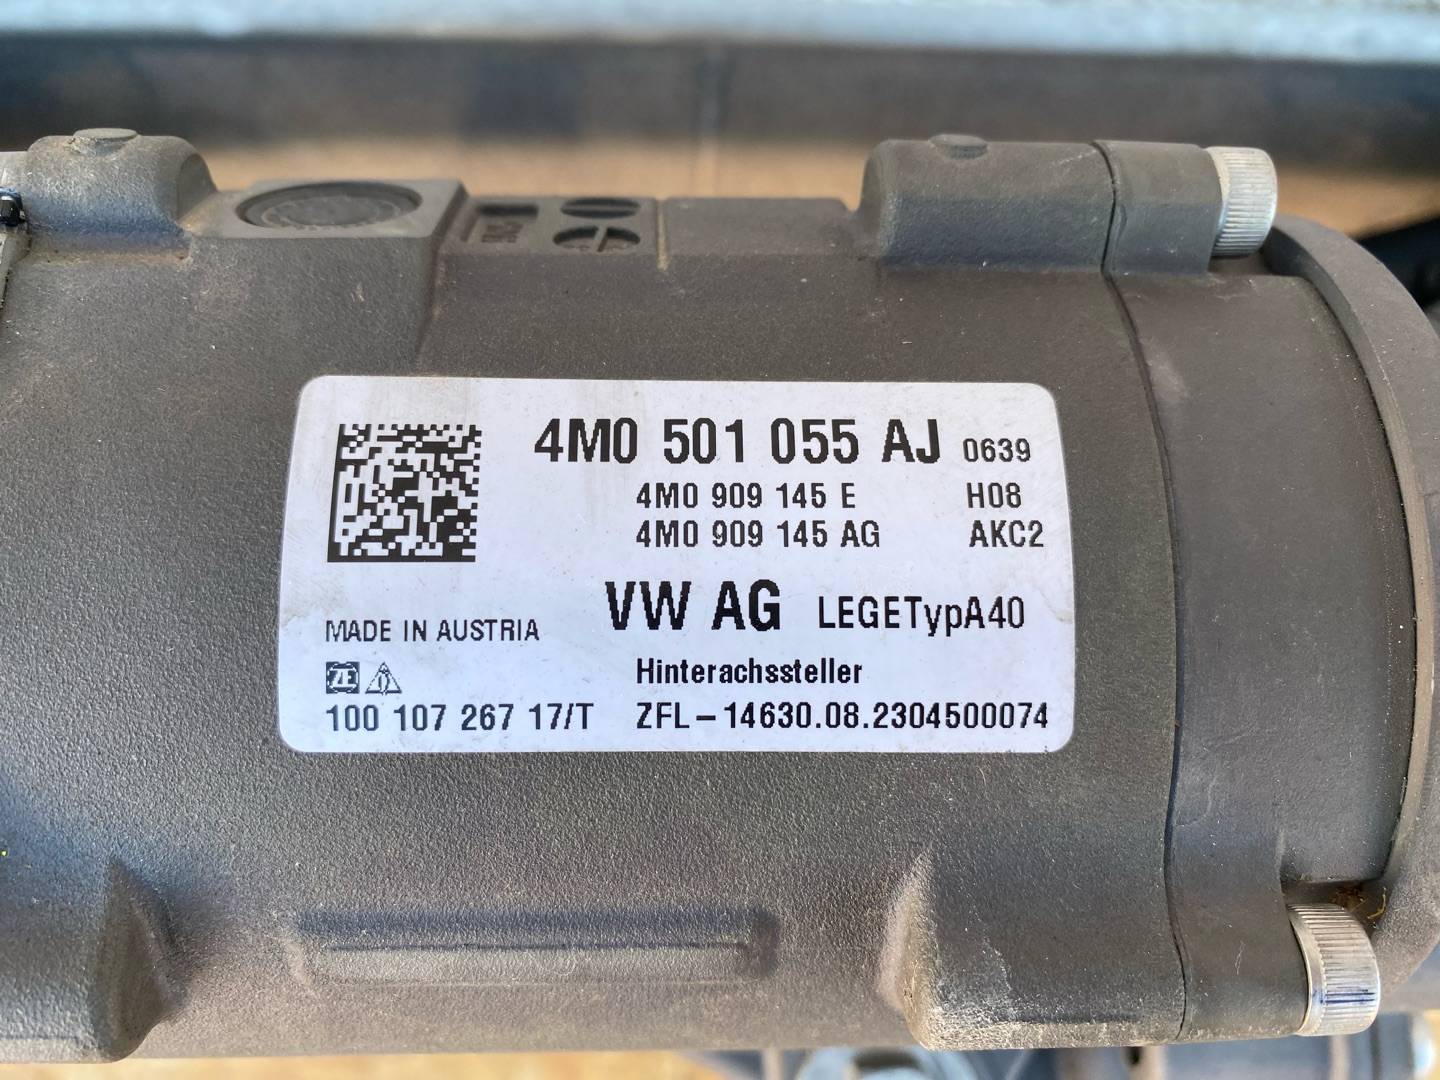 4M0 501 055 AJ 0639
4M0 909 145 E H08
4M0 909 145 AG AKC2
VW AG LEGETypA40
MADE IN AUSTRIA
Hinterachssteller
100 107 267 17/T ZFL-14630.08.2304500074